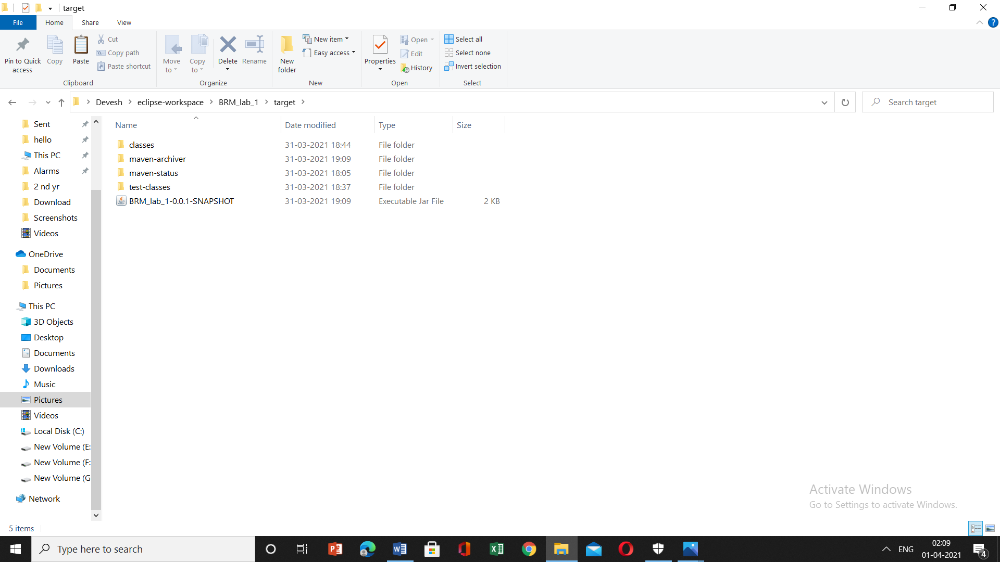 target
File
Home
Share
View
Pin to Quick access
Copy
Paste
Cut
Copy path
Paste shortcut
Clipboard
Move to
Copy to
Delete
Rename
Organize
New folder
New item
Easy access
New
Properties
Open
Edit
History
Open
Select all
Select none
Invert selection
Select
Devesh
eclipse-workspace
BRM_lab_1
target
Search target
Sent
hello
This PC
Alarms
2 nd yr
Download
Screenshots
Videos
OneDrive
Documents
Pictures
This PC
3D Objects
Desktop
Documents
Downloads
Music
Pictures
Videos
Local Disk (C:)
New Volume (E:
New Volume (F:
New Volume (G
Network
Name Date modified Type Size
classes 31-03-2021 18:44 File folder
maven-archiver 31-03-2021 19:09 File folder
maven-status 31-03-2021 18:05 File folder
test-classes 31-03-2021 18:37 File folder
BRM_lab_1-0.0.1-SNAPSHOT 31-03-2021 19:09 Executable Jar File 2 KB
Activate Windows
Go to Settings to activate Windows.
5 items
Type here to search
ENG
02:09
01-04-2021
4